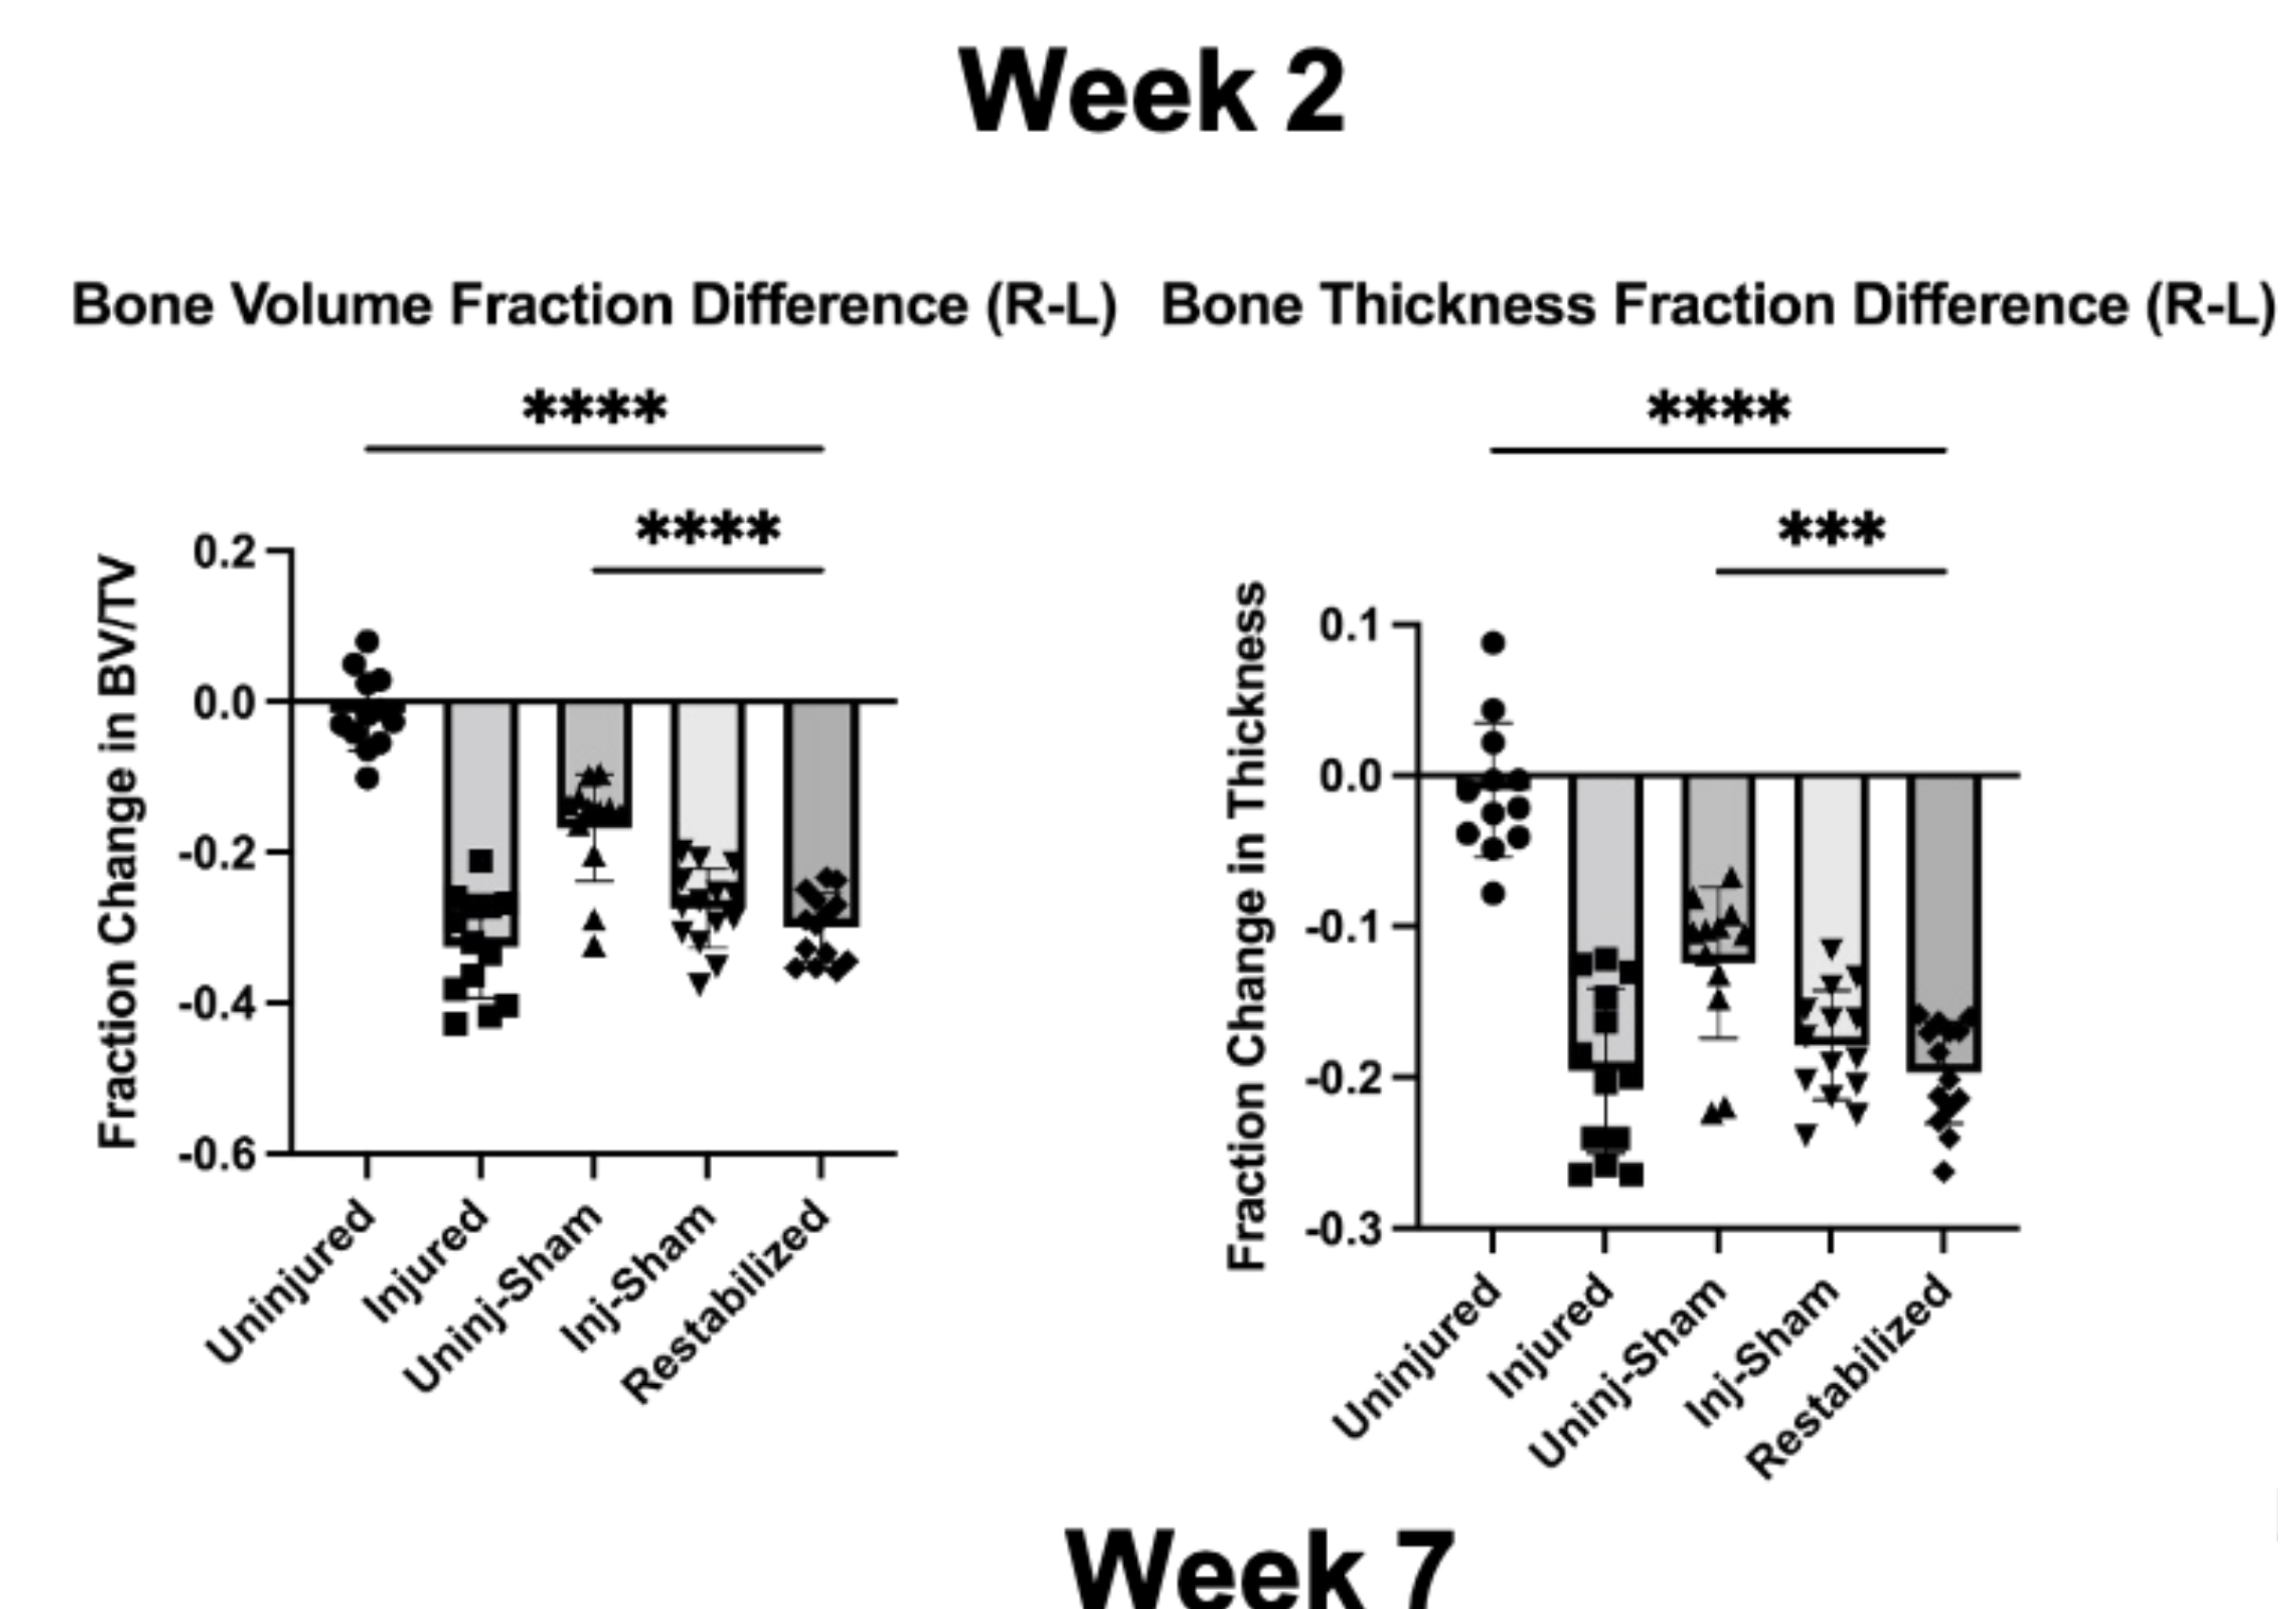 Week 2
Bone Volume Fraction Difference (R-L)
****
****
Fraction Change in BV/TV
0.2
0.0
-0.2
-0.4
-0.6
Uninjured
Injured
Uninj-Sham
Inj-Sham
Restabilized
Bone Thickness Fraction Difference (R-L)
****
***
Fraction Change in Thickness
0.1
0.0
-0.1
-0.2
-0.3
Uninjured
Injured
Uninj-Sham
Inj-Sham
Restabilized
Week 7